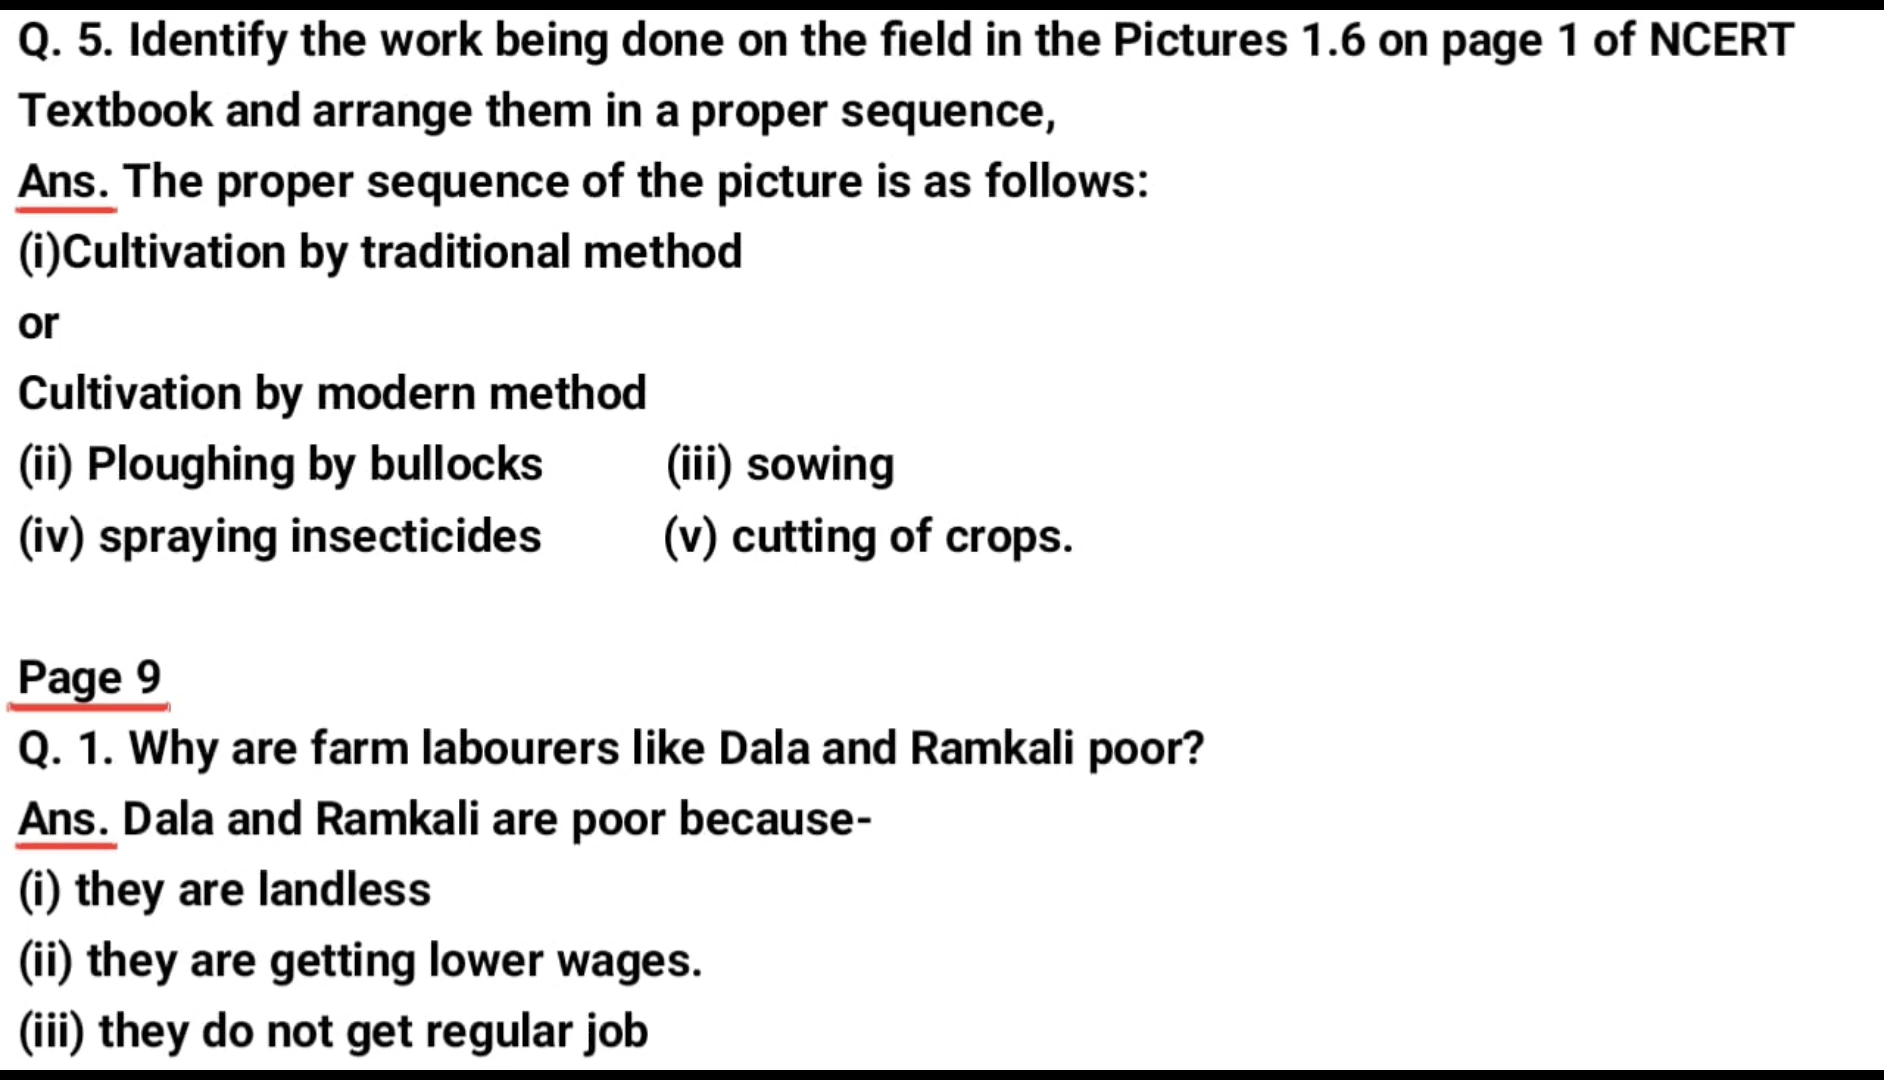 Q. 5. Identify the work being done on the field in the Pictures 1.6 on page 1 of NCERT
Textbook and arrange them in a proper sequence,
Ans. The proper sequence of the picture is as follows:
(i)Cultivation by traditional method
or
Cultivation by modern method
(ii) Ploughing by bullocks (iii) sowing
(iv) spraying insecticides (v) cutting of crops.
Page 9
Q. 1. Why are farm labourers like Dala and Ramkali poor?
Ans. Dala and Ramkali are poor because-
(i) they are landless
(ii) they are getting lower wages.
(iii) they do not get regular job